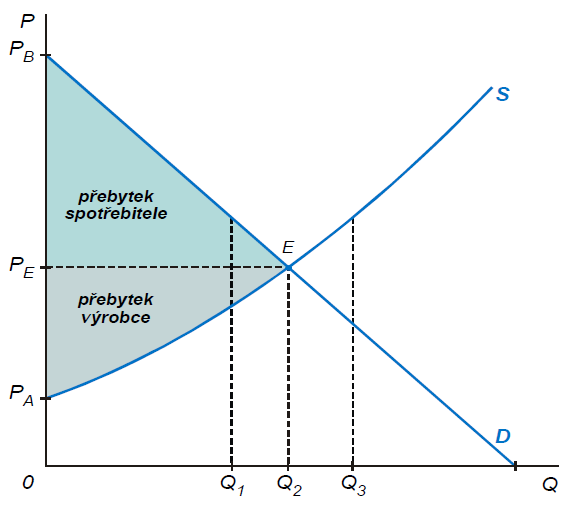 P
P_B
S
přebytek
spotřebitele
E
P_E
přebytek
výrobce
P_A
D
0
Q_1
Q_2
Q_3
Q